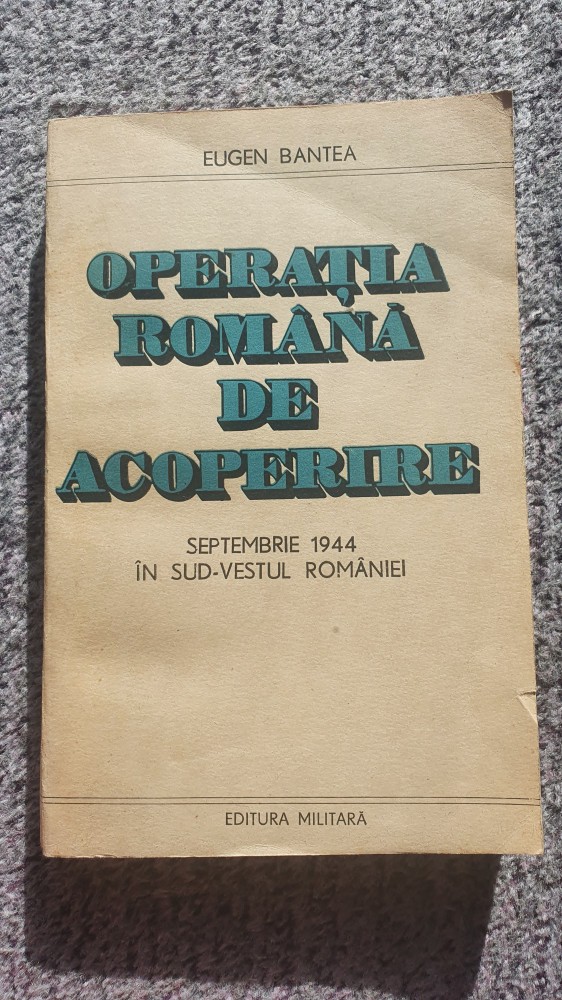 EUGEN BANTEA
OPERAȚIA
ROMÂNĂ
DE
ACOPERIRE
SEPTEMBRIE 1944
ÎN SUD-VESTUL ROMÂNIEI
EDITURA MILITARĂ